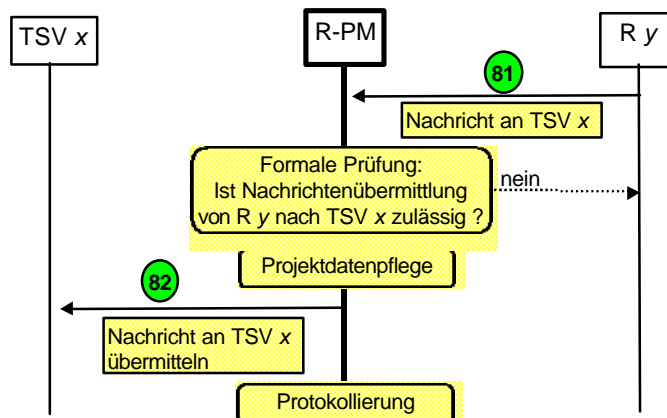 TSV x
R-PM
R y
81
Nachricht an TSV x
Formale Prüfung:
Ist Nachrichtenübermittlung
von R y nach TSV x zulässig ?
nein
Projektdatenpflege
82
Nachricht an TSV x
übermitteln
Protokollierung